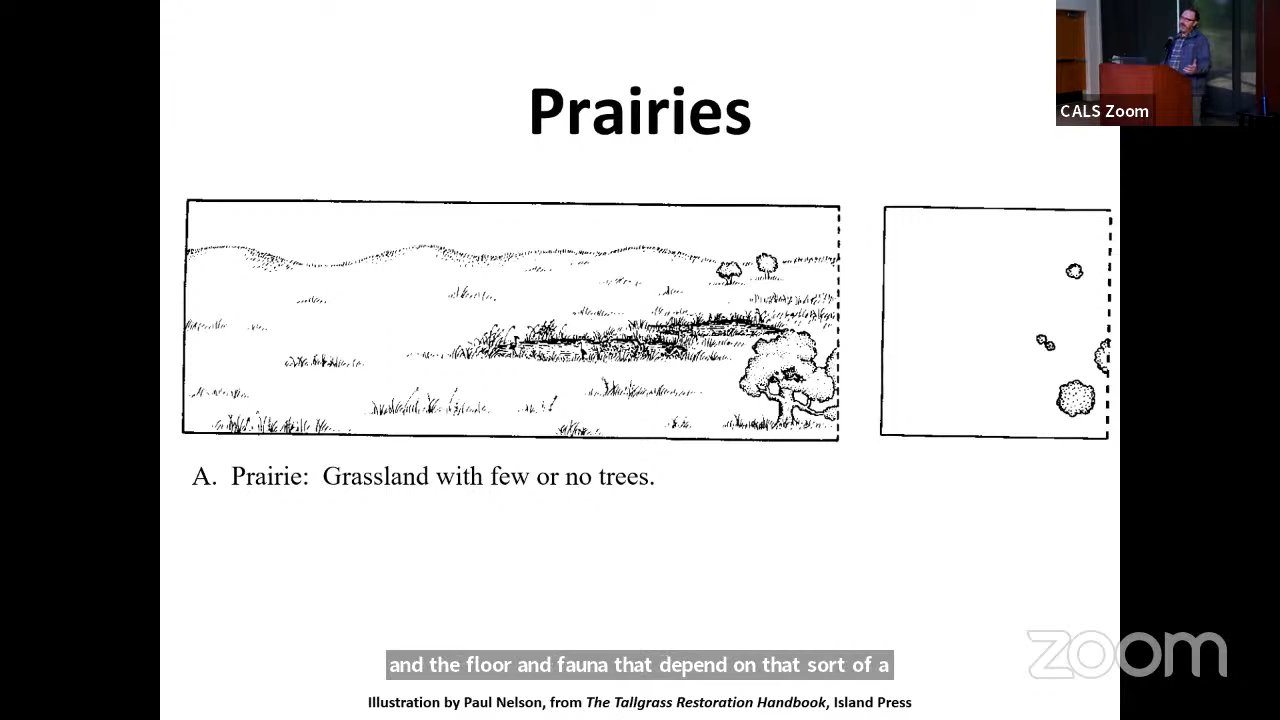 Prairies
CALS Zoom
A. Prairie: Grassland with few or no trees.
and the floor and fauna that depend on that sort of a
zoom
Illustration by Paul Nelson, from The Tallgrass Restoration Handbook, Island Press